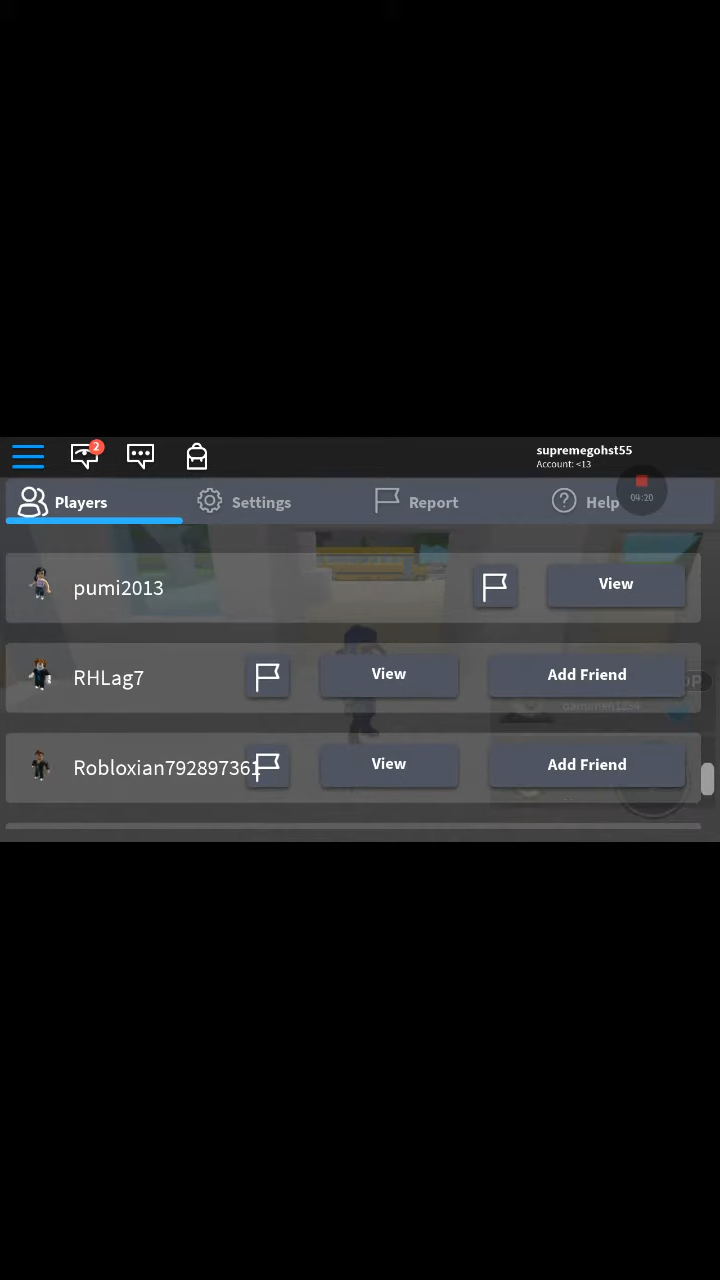 2
supremegohst55
Account: <13
04:20
Players
Settings
Report
Help
pumi2013
View
RHLag7
View
Add Friend
Robloxian792897361
View
Add Friend